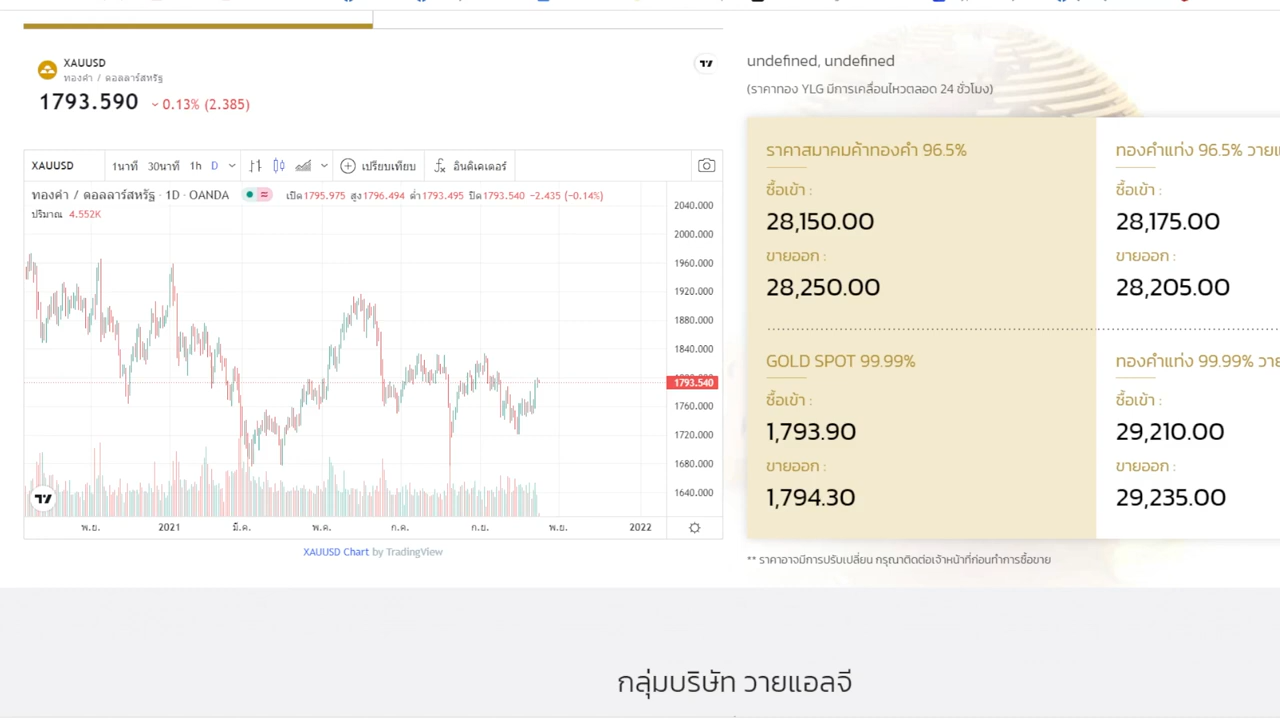 XAUUSD
ทองคำ / ดอลลาร์สหรัฐ
1793.590 0.13% (2.385)
XAUUSD 1นาที 30นาที 1h D เปรียบเทียบ อินดิเคเตอร์
ทองคำ / ดอลลาร์สหรัฐ · 1D · OANDA เปิด1795.975 สูง1796.494 ต่ำ1793.495 ปิด1793.540 −2.435 (−0.14%)
ปริมาณ 4.552K
2040.000
2000.000
1960.000
1920.000
1880.000
1840.000
1793.540
1760.000
1720.000
1680.000
1640.000
พ.ย. 2021 มี.ค. พ.ค. ก.ค. ก.ย. พ.ย. 2022
XAUUSD Chart by TradingView
undefined, undefined
(ราคาทอง YLG มีการเคลื่อนไหวตลอด 24 ชั่วโมง)
ราคาสมาคมค้าทองคำ 96.5%
ซื้อเข้า :
28,150.00
ขายออก :
28,250.00
ทองคำแท่ง 96.5%
ซื้อเข้า :
28,175.00
ขายออก :
28,205.00
GOLD SPOT 99.99%
ซื้อเข้า :
1,793.90
ขายออก :
1,794.30
ทองคำแท่ง 99.99%
ซื้อเข้า :
29,210.00
ขายออก :
29,235.00
** ราคาอาจมีการปรับเปลี่ยน กรุณาติดต่อเจ้าหน้าที่ก่อนทำการซื้อขาย
กลุ่มบริษัท วายแอลจี